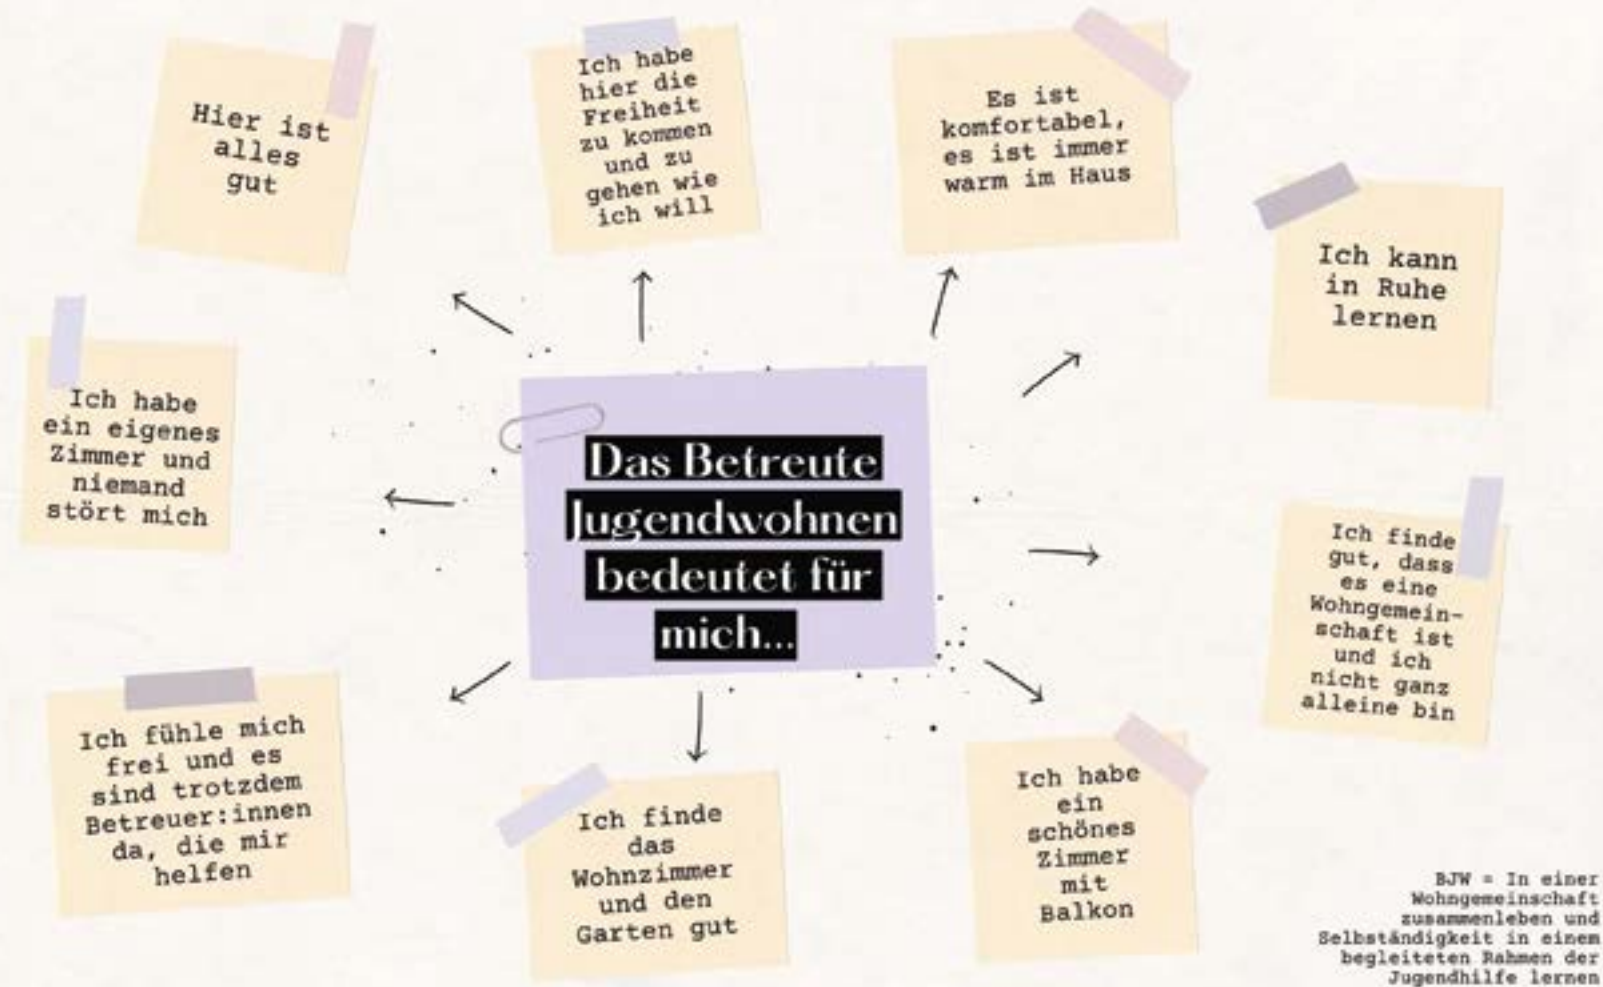 Hier ist
alles
gut
Ich habe
hier die
Freiheit
zu kommen
und zu
gehen wie
ich will
Es ist
komfortabel,
es ist immer
warm im Haus
Ich kann
in Ruhe
lernen
Ich habe
ein eigenes
Zimmer und
niemand
stört mich
Das Betreute
Jugendwohnen
bedeutet für
mich...
Ich finde
gut, dass
es eine
Wohngemein-
schaft ist
und ich
nicht ganz
alleine bin
Ich fühle mich
frei und es
sind trotzdem
Betreuer:innen
da, die mir
helfen
Ich finde
das
Wohnzimmer
und den
Garten gut
Ich habe
ein
schönes
Zimmer
mit
Balkon
BJW = In einer
Wohngemeinschaft
zusammenleben und
Selbständigkeit in einem
begleiteten Rahmen der
Jugendhilfe lernen